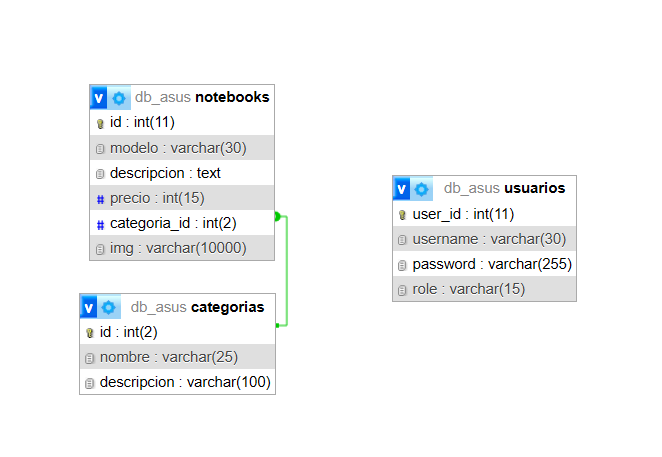 v db_asus notebooks
id : int(11)
modelo : varchar(30)
descripcion : text
# precio : int(15)
# categoria_id : int(2)
img : varchar(10000)
v db_asus categorias
id : int(2)
nombre : varchar(25)
descripcion : varchar(100)
v db_asus usuarios
user_id : int(11)
username : varchar(30)
password : varchar(255)
role : varchar(15)